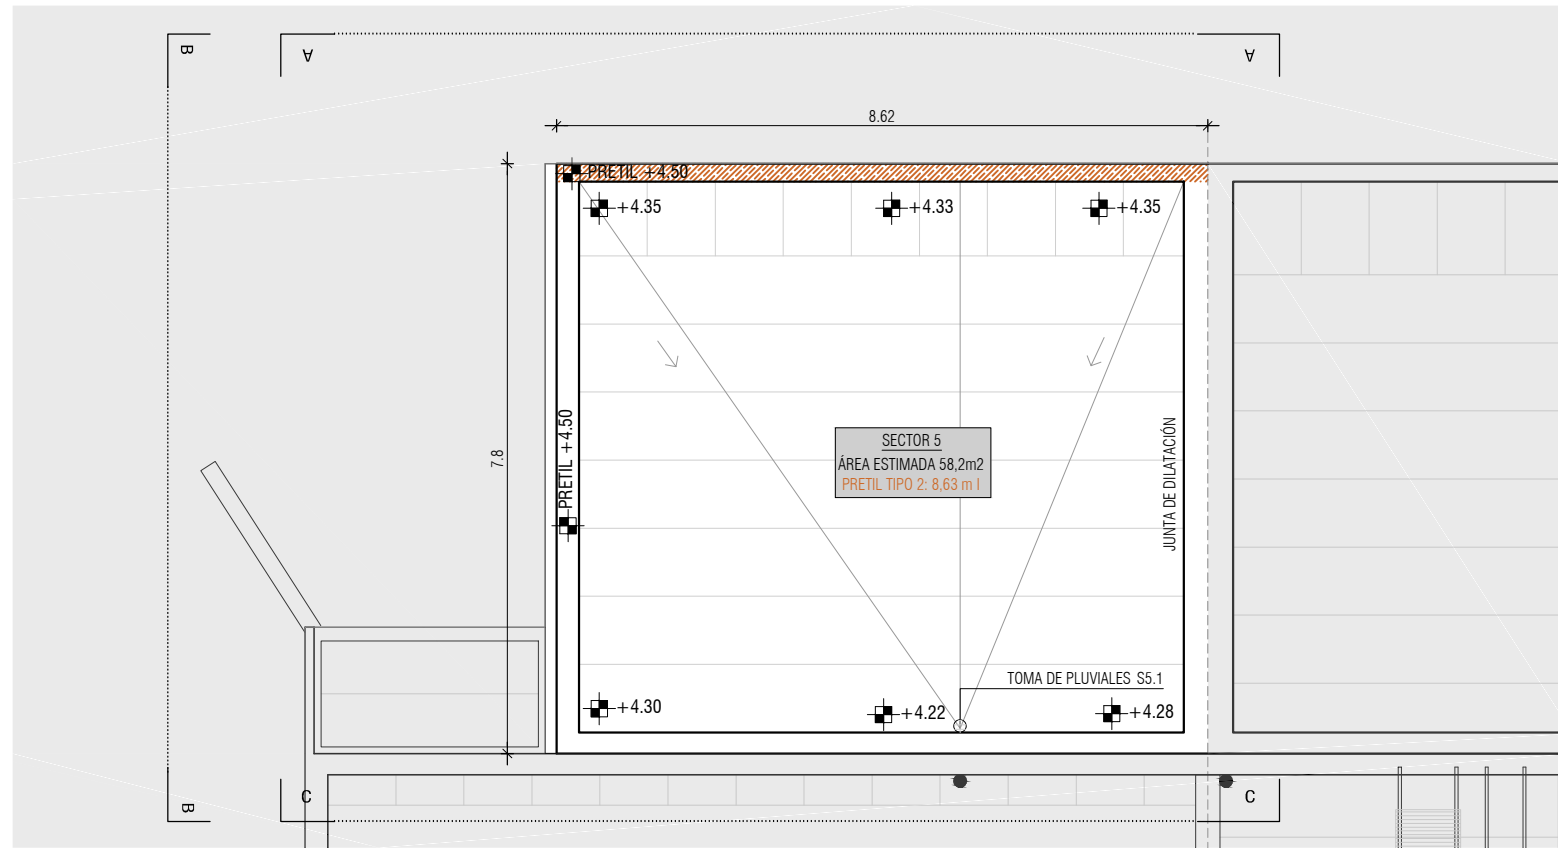 B
A
A
8.62
PRETIL +4.50
+4.35
+4.33
+4.35
PRETIL +4.50
7.8
SECTOR 5
ÁREA ESTIMADA 58,2m2
PRETIL TIPO 2: 8,63 m l
JUNTA DE DILATACIÓN
TOMA DE PLUVIALES S5.1
+4.30
+4.22
+4.28
B
C
C